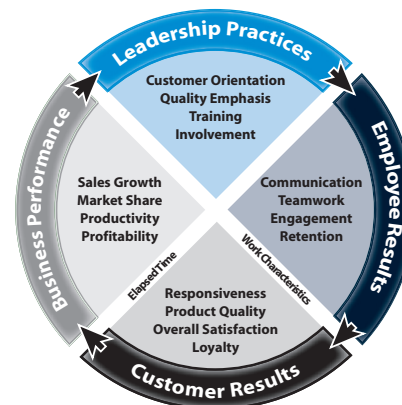 Leadership Practices
Customer Orientation
Quality Emphasis
Training
Involvement
Employee Results
Communication
Teamwork
Engagement
Retention
Work Characteristics
Customer Results
Responsiveness
Product Quality
Overall Satisfaction
Loyalty
Elapsed Time
Business Performance
Sales Growth
Market Share
Productivity
Profitability